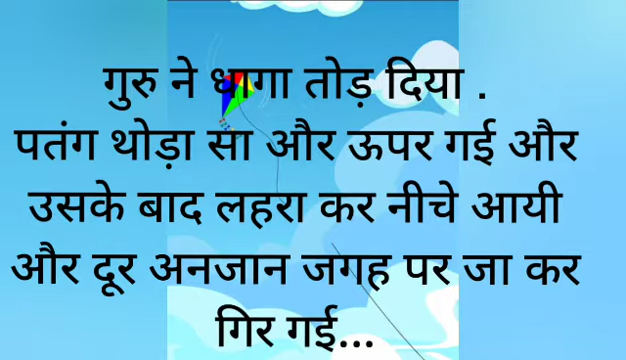 गुरु ने धागा तोड़ दिया .
पतंग थोड़ा सा और ऊपर गई और
उसके बाद लहरा कर नीचे आयी
और दूर अनजान जगह पर जा कर
गिर गई...